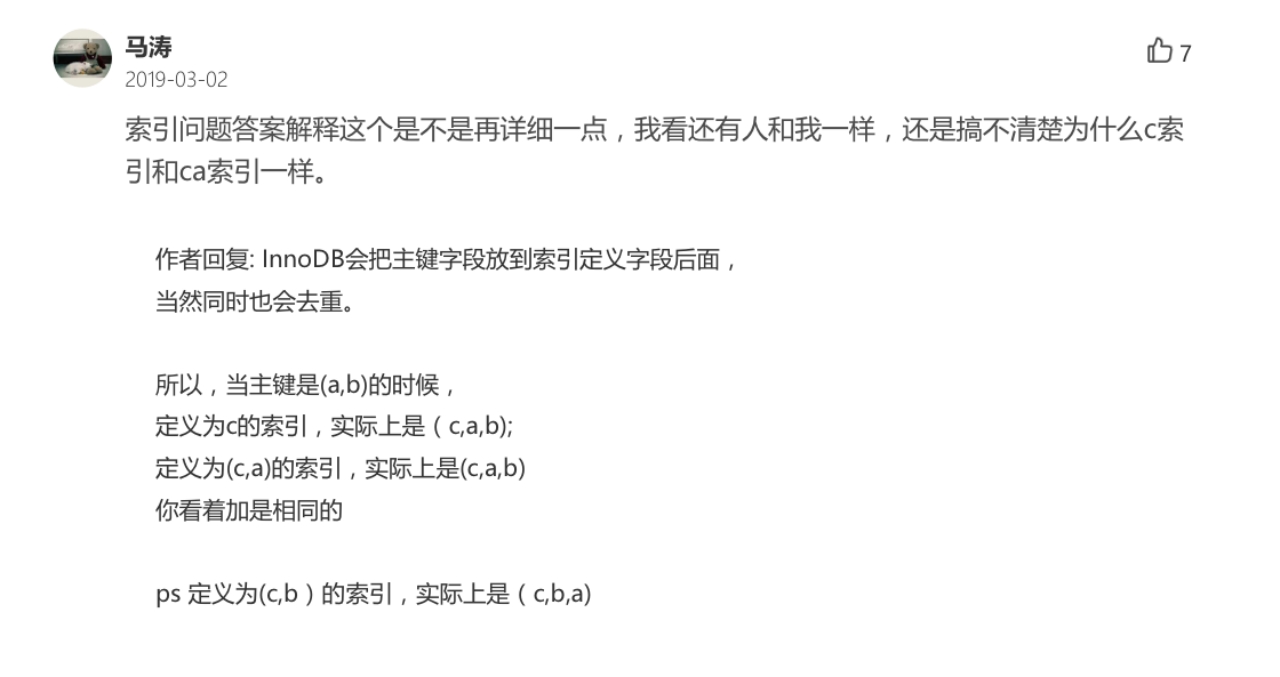 马涛
7
2019-03-02
索引问题答案解释这个是不是再详细一点，我看还有人和我一样，还是搞不清楚为什么c索
引和ca索引一样。
作者回复: InnoDB会把主键字段放到索引定义字段后面，
当然同时也会去重。
所以，当主键是(a,b)的时候，
定义为c的索引，实际上是（c,a,b);
定义为(c,a)的索引，实际上是(c,a,b)
你看着加是相同的
ps 定义为(c,b）的索引，实际上是（c,b,a)